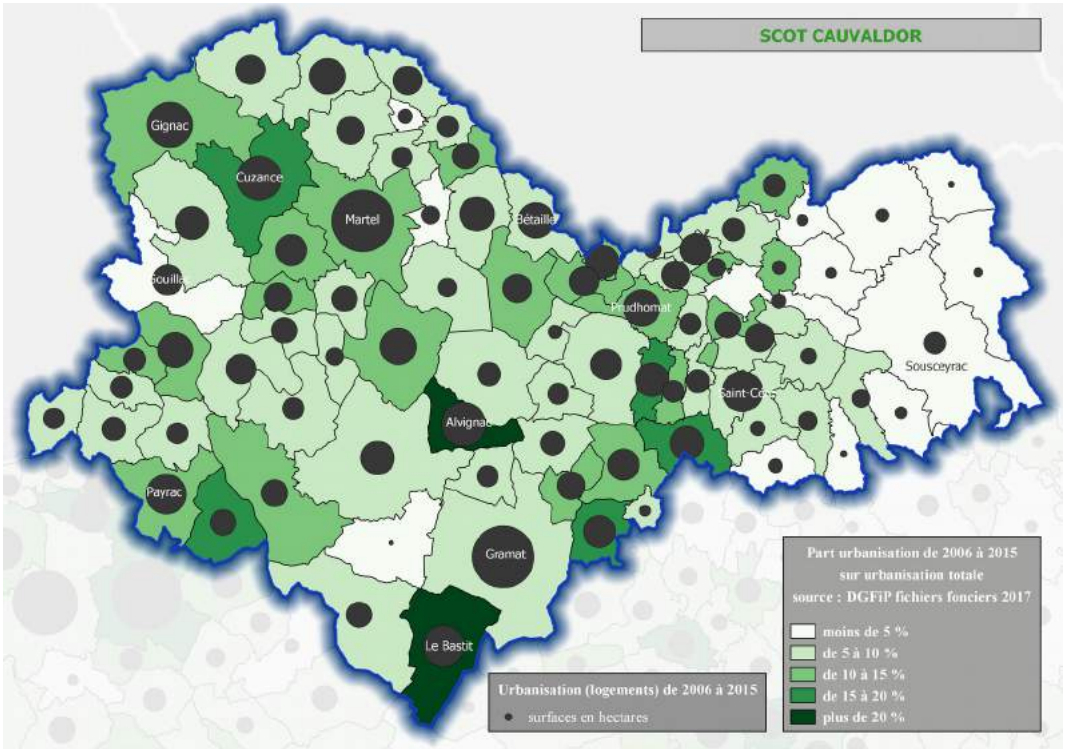 SCOT CAUVALDOR
Gignac
Cuzance
Martel
Bétaille
Souillac
Prudhomat
Sousceyrac
Saint-Céré
Alvignac
Payrac
Gramat
Le Bastit
Part urbanisation de 2006 à 2015
sur urbanisation totale
source : DGFiP fichiers fonciers 2017
moins de 5 %
de 5 à 10 %
de 10 à 15 %
de 15 à 20 %
plus de 20 %
Urbanisation (logements) de 2006 à 2015
surfaces en hectares